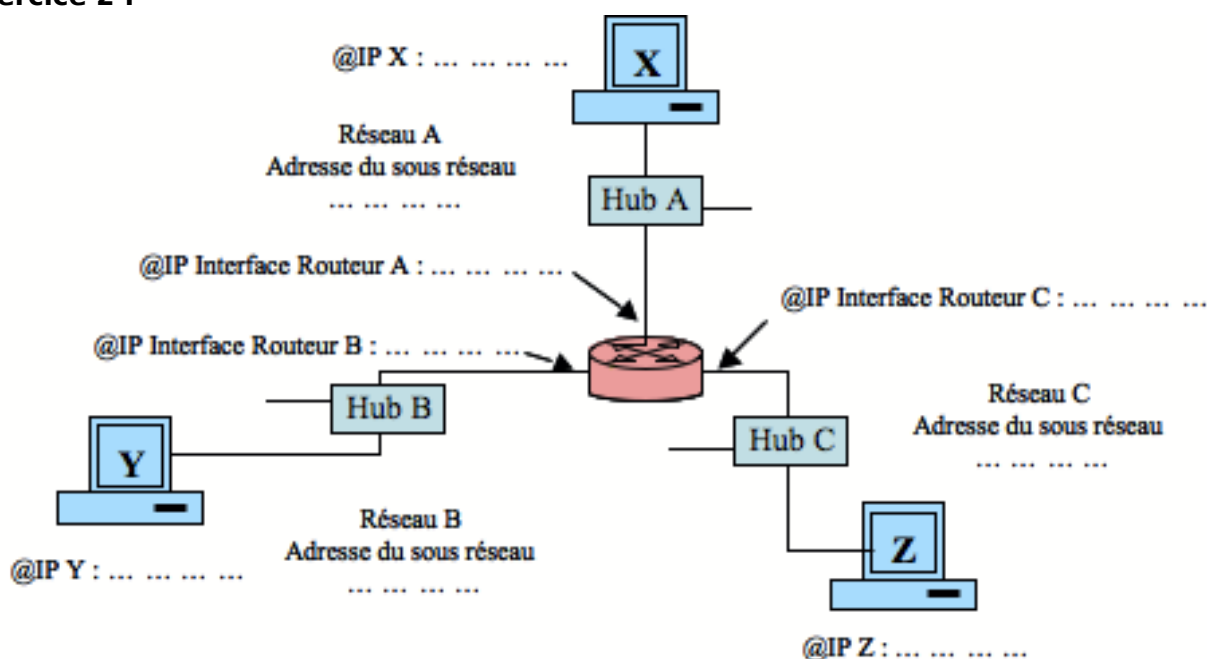 @IP X : ... ... ... ...
X
Réseau A
Adresse du sous réseau
... ... ... ...
Hub A
@IP Interface Routeur A : ... ... ... ...
@IP Interface Routeur C : ... ... ... ...
@IP Interface Routeur B : ... ... ... ...
Hub B
Réseau C
Adresse du sous réseau
... ... ... ...
Hub C
Y
Réseau B
Adresse du sous réseau
... ... ... ...
@IP Y : ... ... ... ...
Z
@IP Z : ... ... ... ...